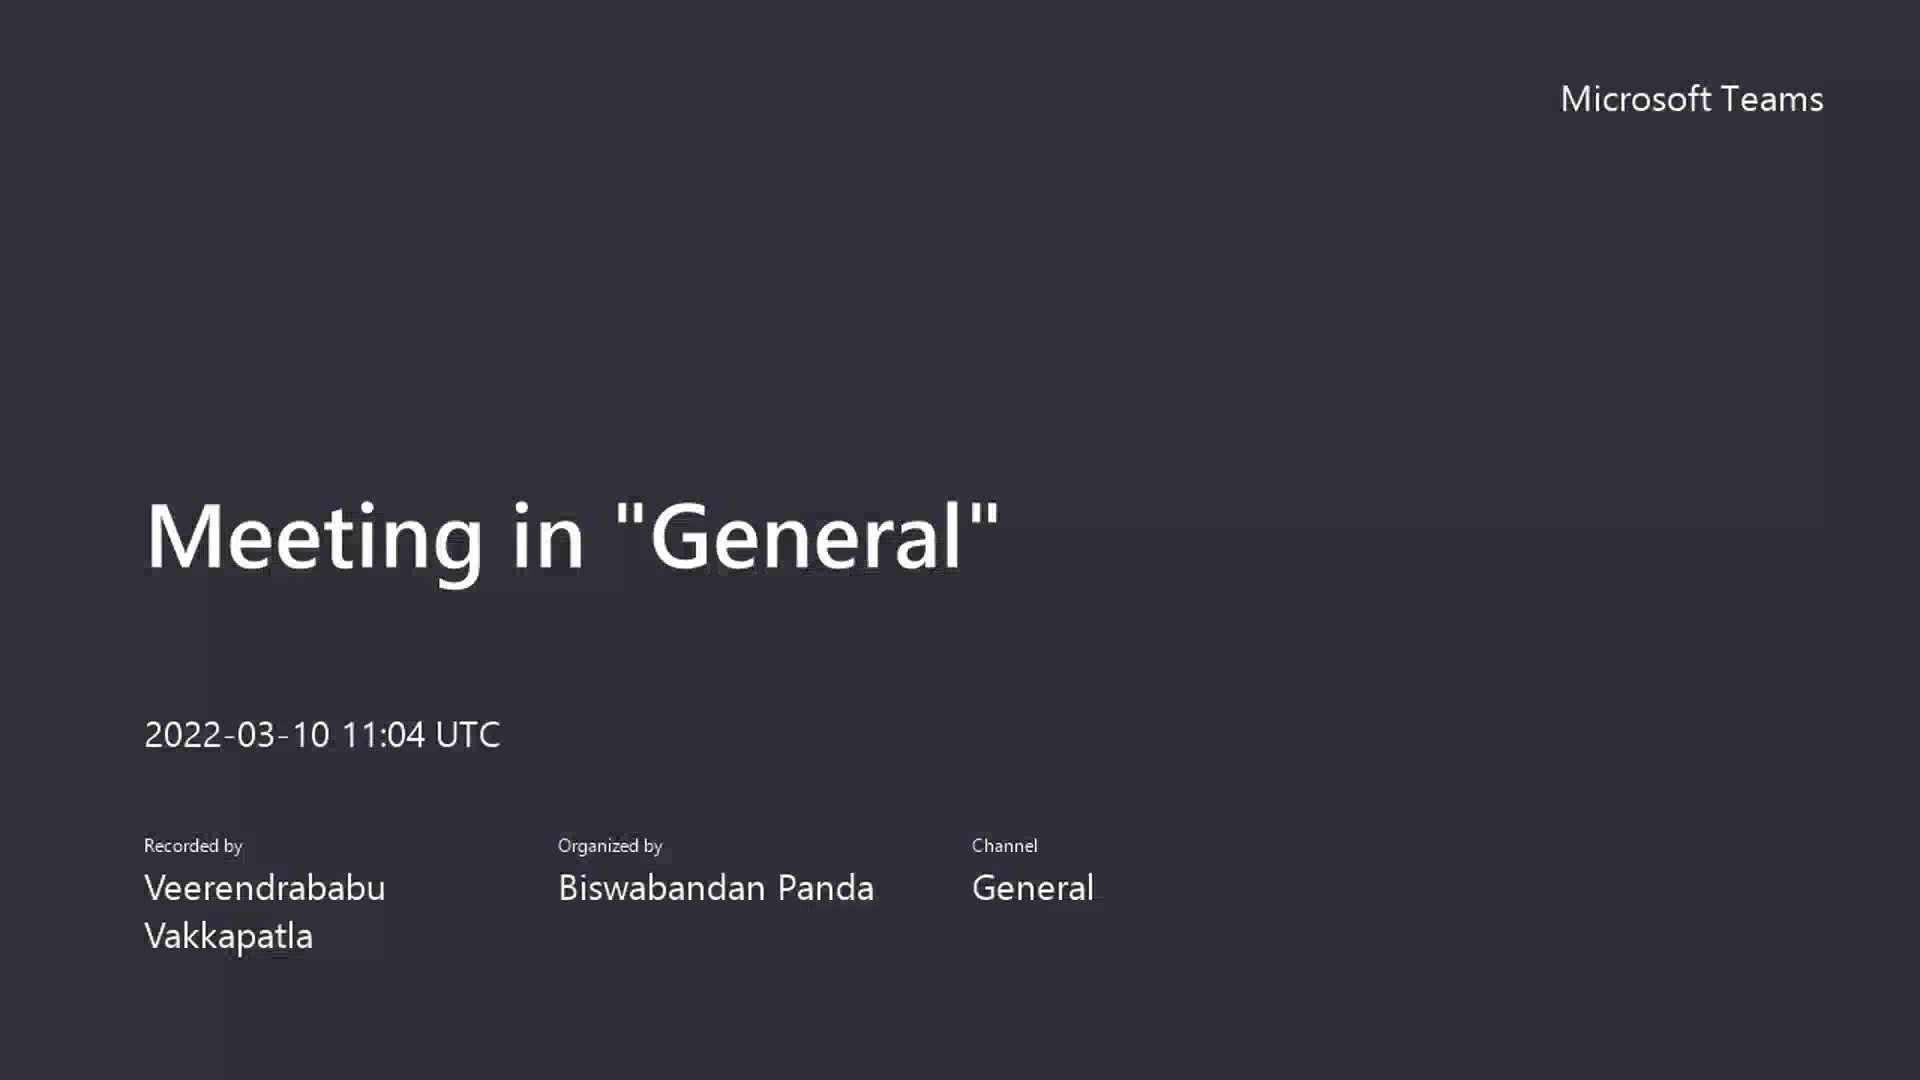 Microsoft Teams
Meeting in "General"
2022-03-10 11:04 UTC
Recorded by
Veerendrababu
Vakkapatla
Organized by
Biswabandan Panda
Channel
General